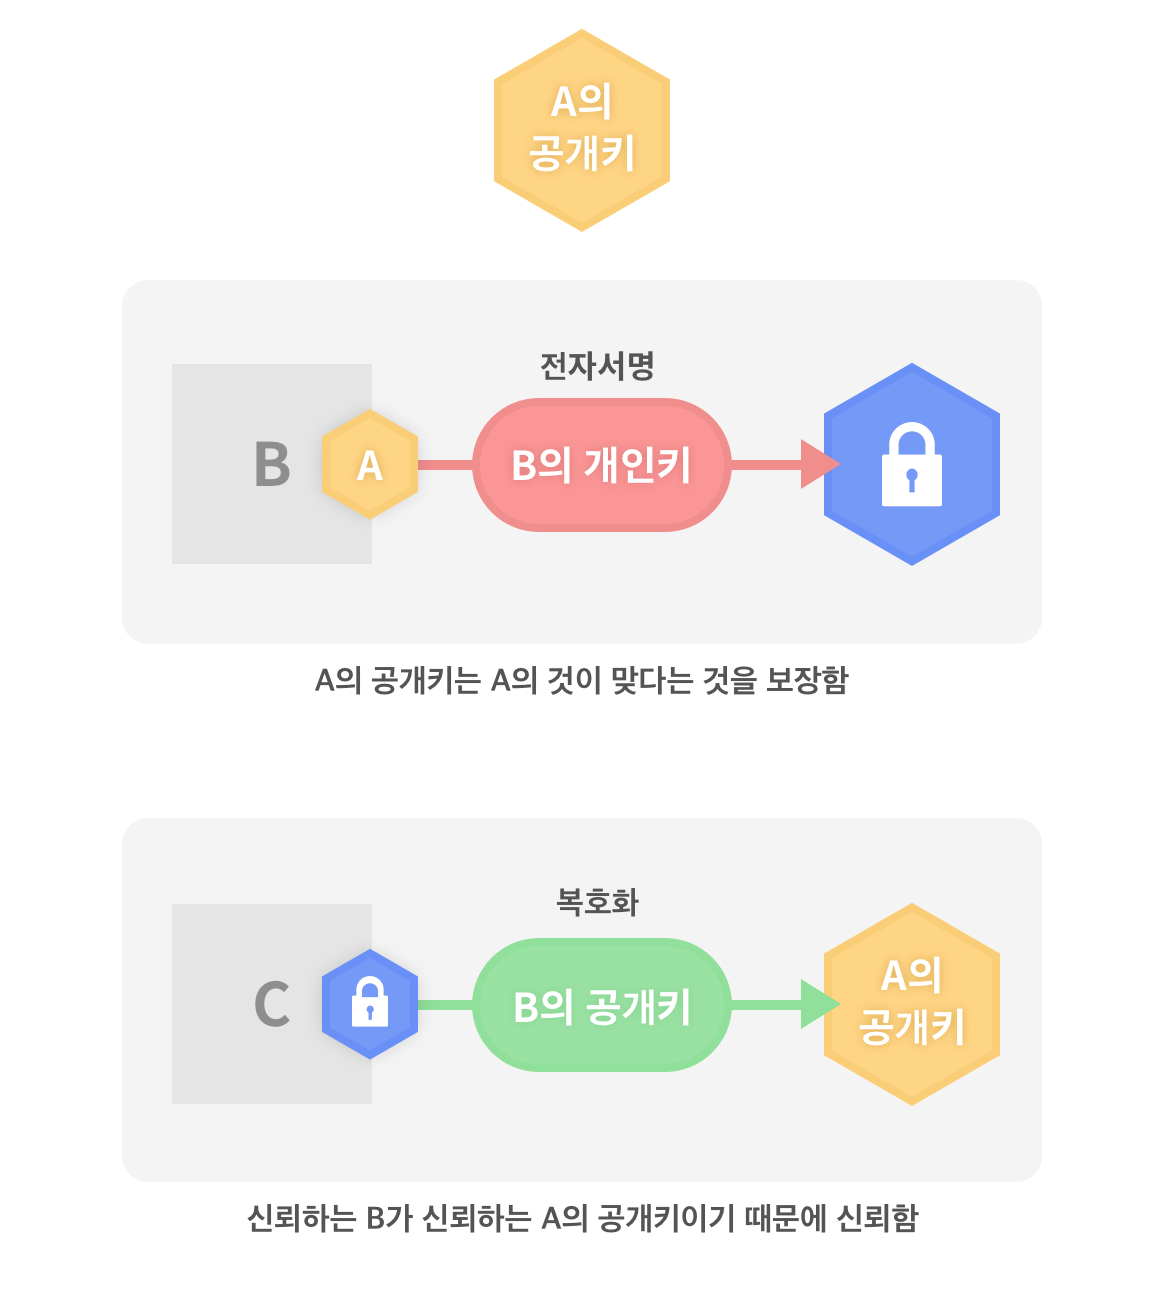 A의
공개키
전자서명
B
A
B의 개인키
A의 공개키는 A의 것이 맞다는 것을 보장함
복호화
C
B의 공개키
A의
공개키
신뢰하는 B가 신뢰하는 A의 공개키이기 때문에 신뢰함